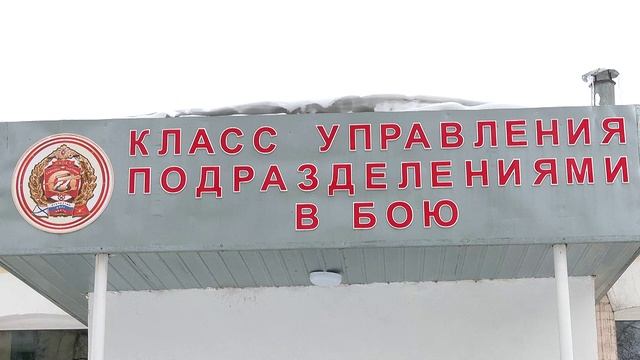 КЛАСС УПРАВЛЕНИЯ
ПОДРАЗДЕЛЕНИЯМИ
В БОЮ